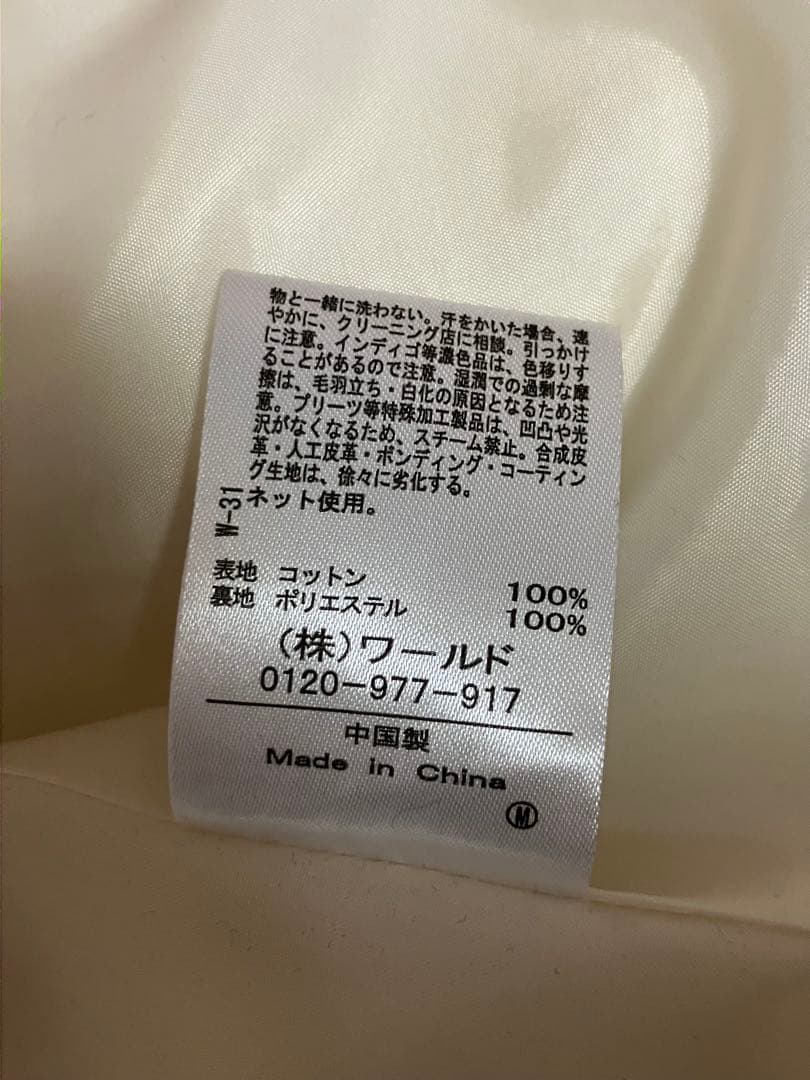 物と一緒に洗わない。汗をかいた場合、速
やかに、クリーニング店に相談。引っかけ
に注意。インディゴ等濃色品は、色移りす
ることがあるので注意。湿潤での過剰な摩
擦は、毛羽立ち・白化の原因となるため注
意。プリーツ等特殊加工製品は、凹凸や光
沢がなくなるため、スチーム禁止。合成皮
革・人工皮革・ボンディング・コーティン
グ生地は、徐々に劣化する。
ネット使用。
W-31
表地 コットン 100%
裏地 ポリエステル 100%
(株)ワールド
0120-977-917
中国製
Made in China
M